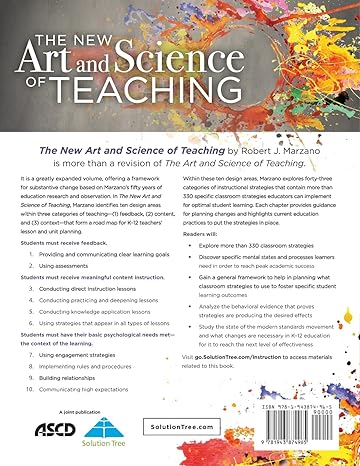 THE NEW
Art and Science
OF TEACHING
The New Art and Science of Teaching by Robert J. Marzano
is more than a revision of The Art and Science of Teaching.
It is a greatly expanded volume, offering a framework
for substantive change based on Marzano's fifty years of
education research and observation. In The New Art and
Science of Teaching, Marzano identifies ten design areas
within three categories of teaching—(1) feedback, (2) content,
and (3) context—that form a road map for K–12 teachers'
lesson and unit planning.
Students must receive feedback.
1. Providing and communicating clear learning goals
2. Using assessments
Students must receive meaningful content instruction.
3. Conducting direct instruction lessons
4. Conducting practicing and deepening lessons
5. Conducting knowledge application lessons
6. Using strategies that appear in all types of lessons
Students must have their basic psychological needs met—
the context of the learning.
7. Using engagement strategies
8. Implementing rules and procedures
9. Building relationships
10. Communicating high expectations
Within these ten design areas, Marzano explores forty-three
categories of instructional strategies that contain more than
330 specific classroom strategies educators can implement
for optimal student learning. Each chapter provides guidance
for planning changes and highlights current education
practices to put the strategies in place.
Readers will:
• Explore more than 330 classroom strategies
• Discover specific mental states and processes learners
need in order to reach peak academic success
• Gain a general framework to help in planning what
classroom strategies to use to foster specific student
learning outcomes
• Analyze the behavioral evidence that proves
strategies are producing the desired effects
• Study the state of the modern standards movement
and what changes are necessary in K–12 education
for it to reach the next level of effectiveness
Visit go.SolutionTree.com/instruction to access materials
related to this book.
A joint publication
ASCD
Solution Tree
SolutionTree.com
ISBN 978-1-943874-96-5
90000
9 781943 874965